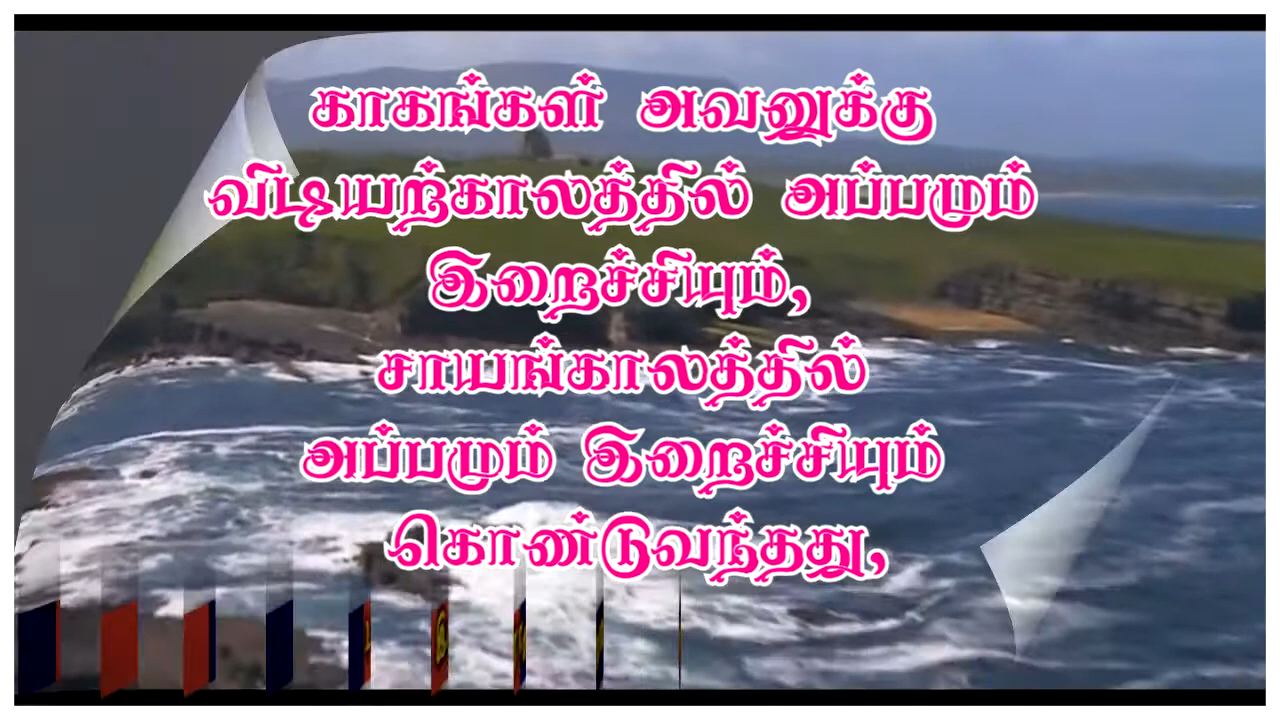 காகங்கள் அவனுக்கு
விடியற்காலத்தில் அப்பமும்
இறைச்சியும்,
சாயங்காலத்தில்
அப்பமும் இறைச்சியும்
கொண்டுவந்தது,